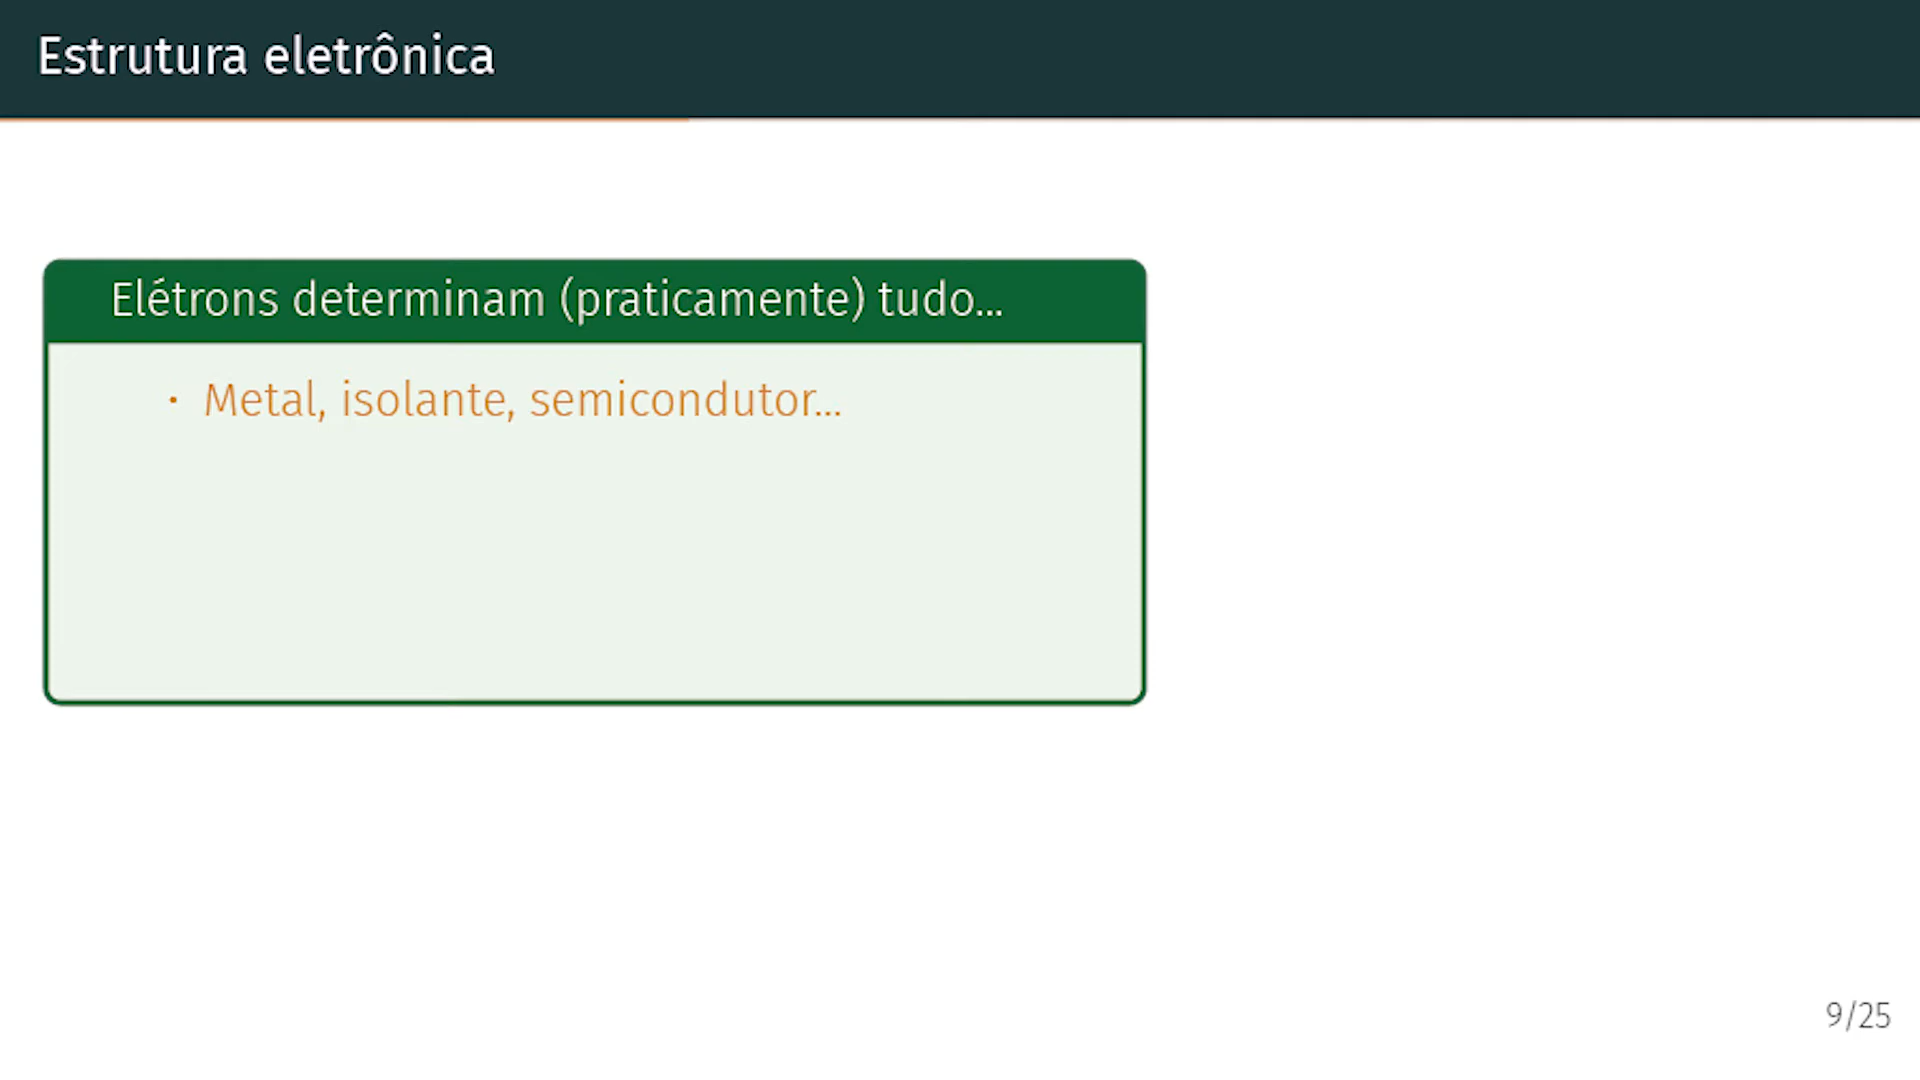 Estrutura eletrônica
Elétrons determinam (praticamente) tudo...
· Metal, isolante, semicondutor...
9/25